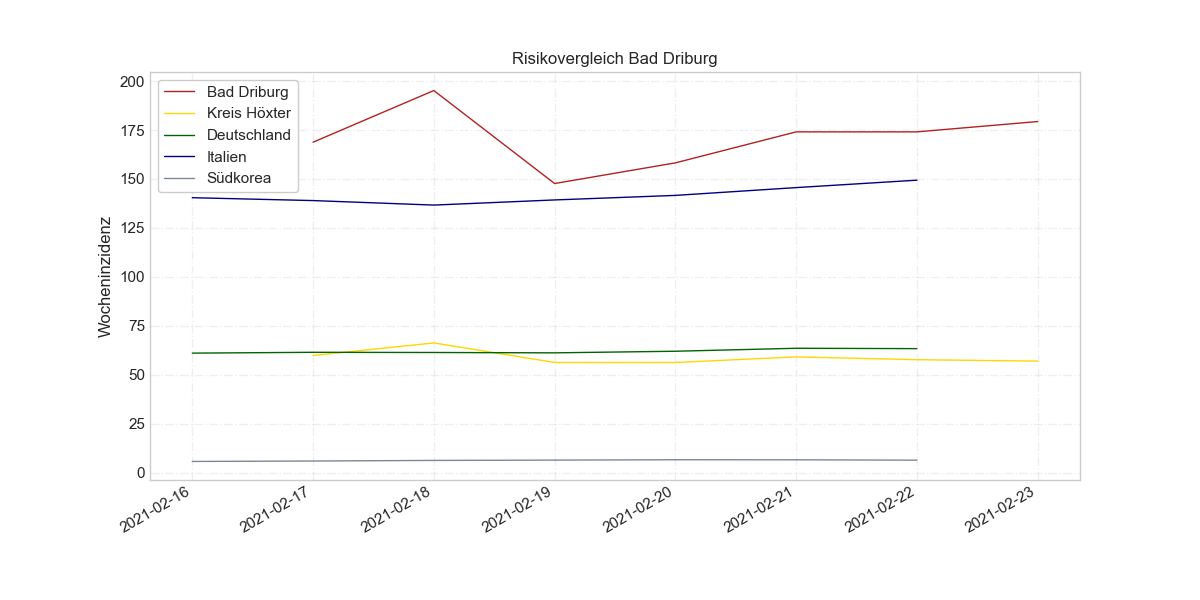 Risikovergleich Bad Driburg
Bad Driburg
Kreis Höxter
Deutschland
Italien
Südkorea
Wocheninzidenz
200
175
150
125
100
75
50
25
0
2021-02-16
2021-02-17
2021-02-18
2021-02-19
2021-02-20
2021-02-21
2021-02-22
2021-02-23